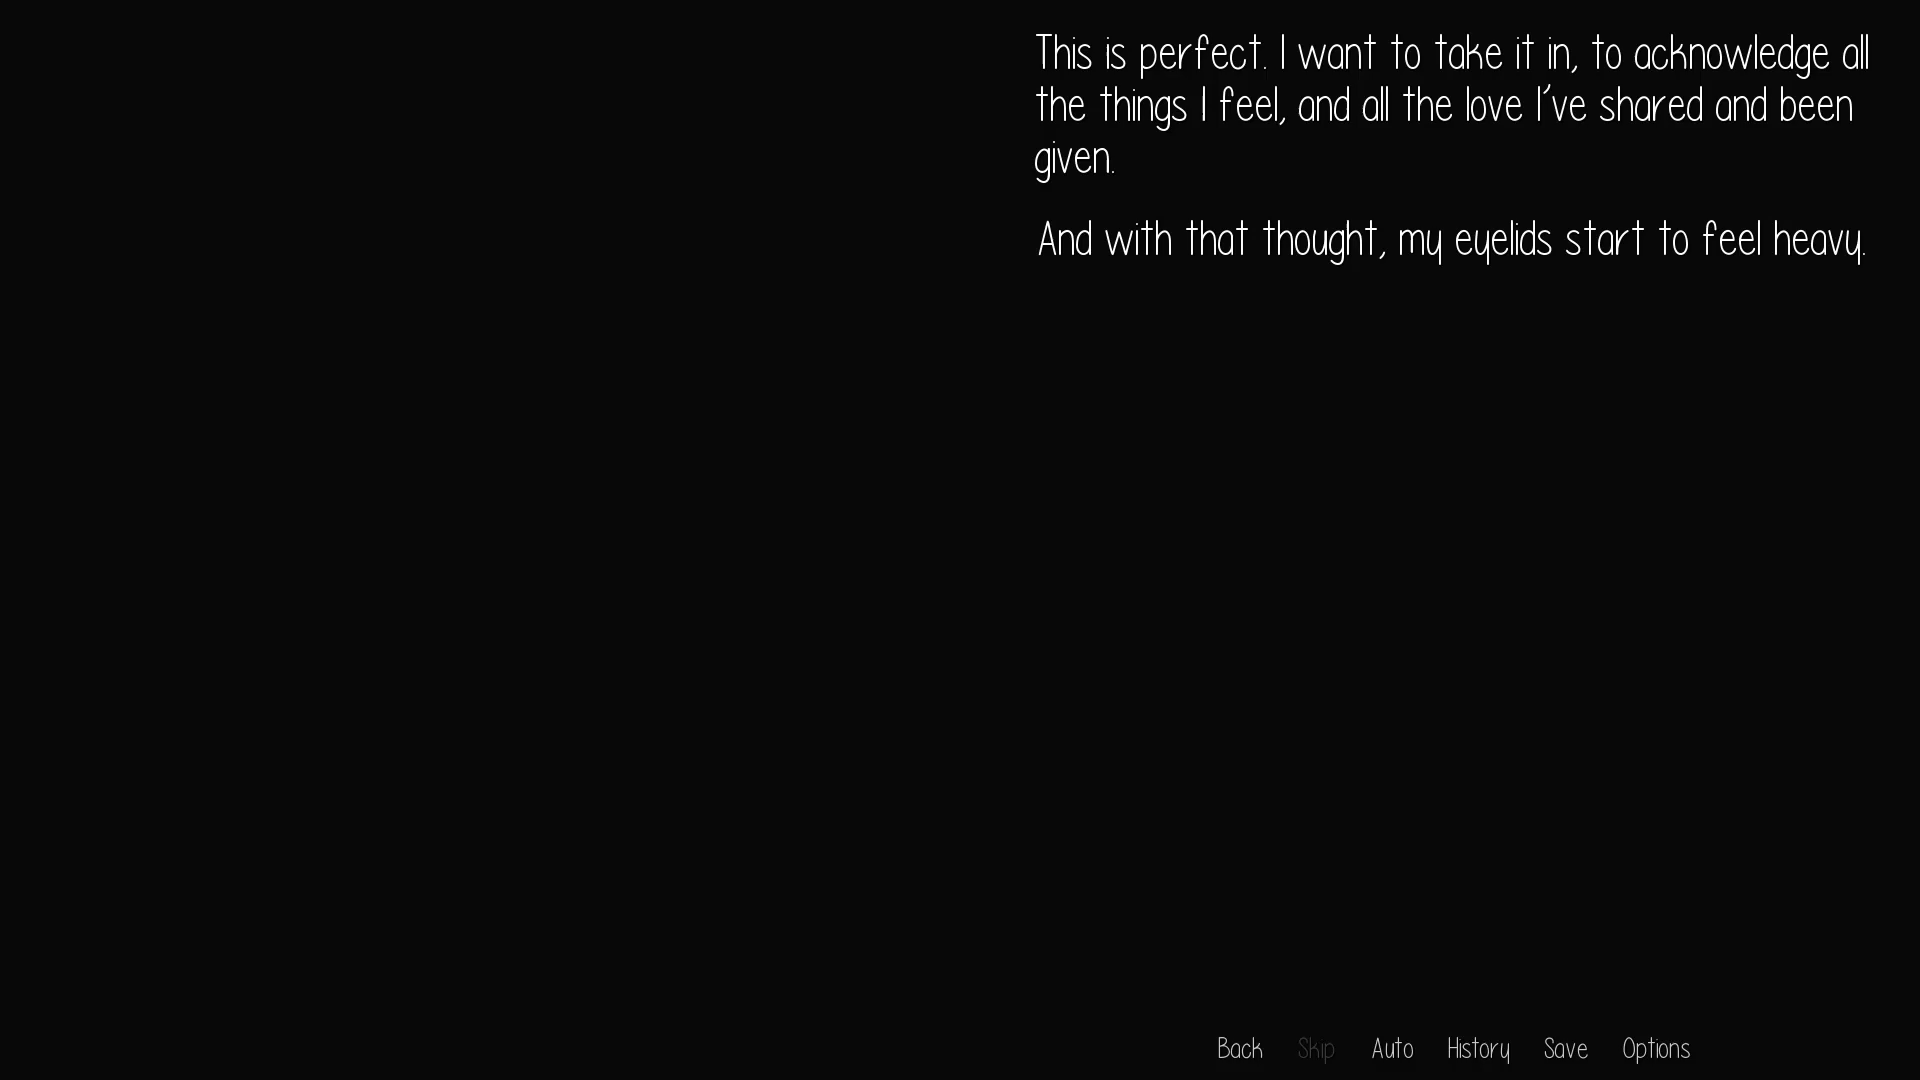 This is perfect. I want to take it in, to acknowledge all
the things I feel, and all the love I've shared and been
given.
And with that thought, my eyelids start to feel heavy.
Back Skip Auto History Save Options